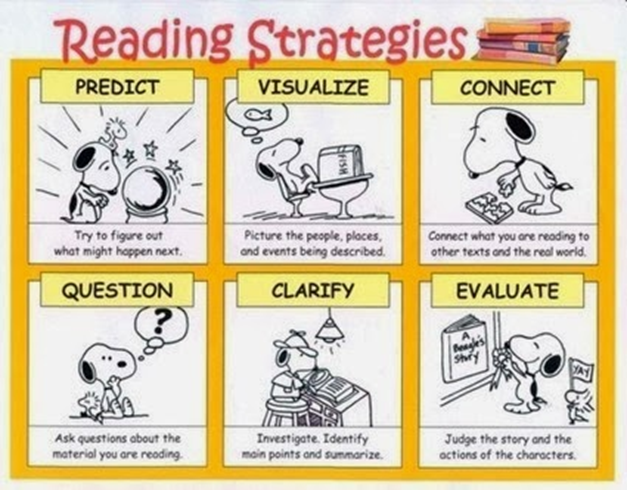 Reading Strategies
PREDICT
Try to figure out
what might happen next.
VISUALIZE
FISH
Picture the people, places,
and events being described.
CONNECT
Connect what you are reading to
other texts and the real world.
QUESTION
?
Ask questions about the
material you are reading.
CLARIFY
Investigate. Identify
main points and summarize.
EVALUATE
A
Beagle's
Story
YAY
Judge the story and the
actions of the characters.